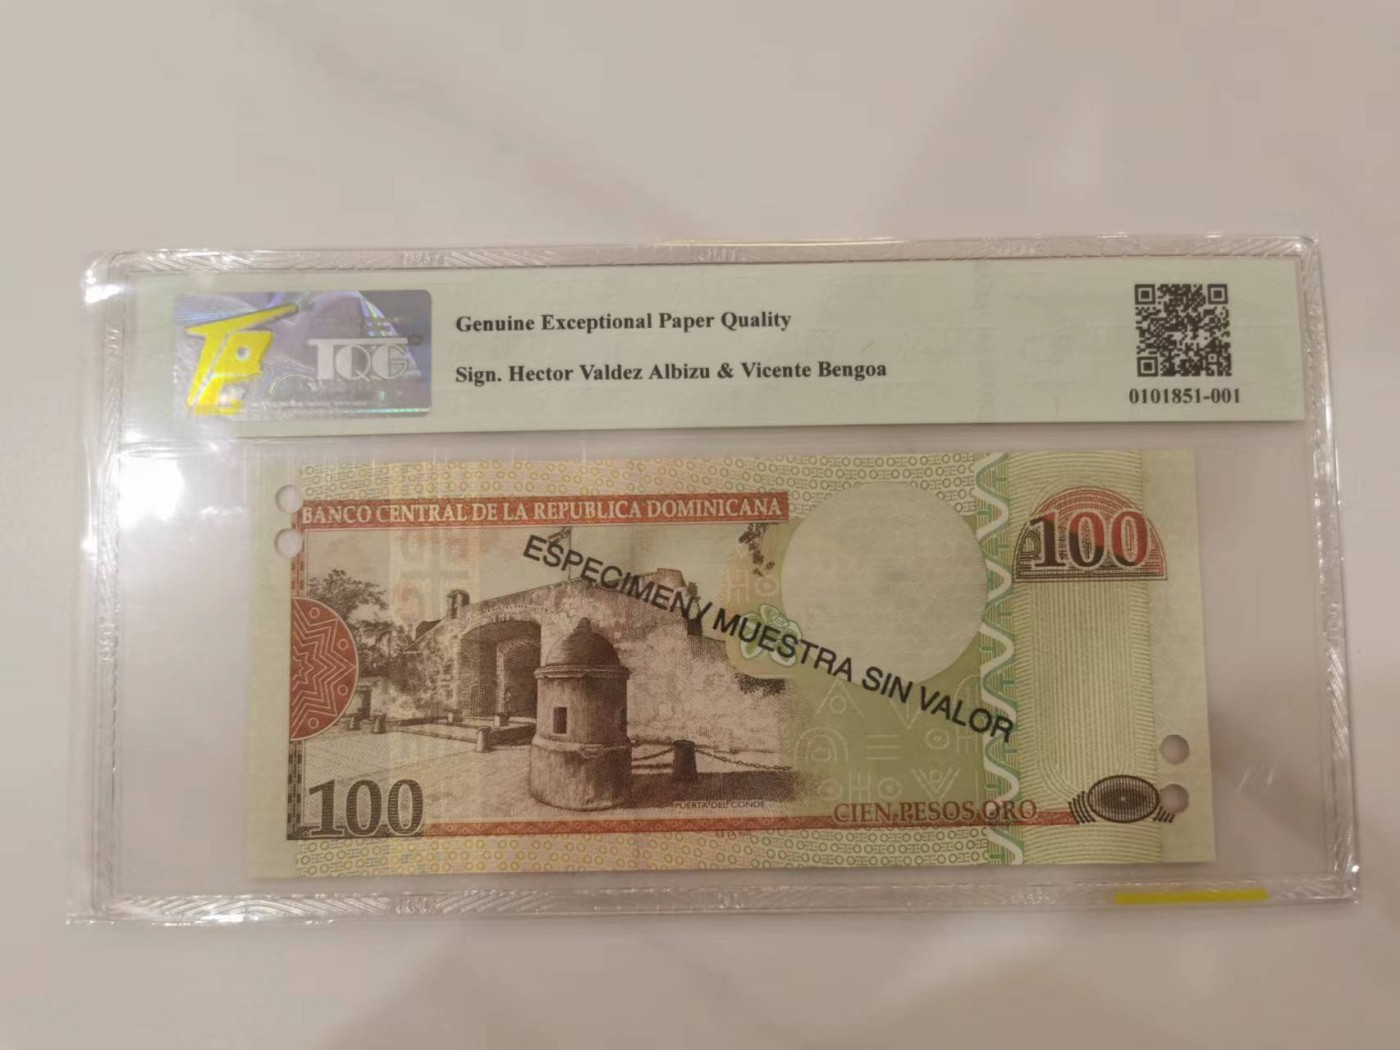 TQG
Genuine Exceptional Paper Quality
Sign. Hector Valdez Albizu & Vicente Bengoa
0101851-001
BANCO CENTRAL DE LA REPUBLICA DOMINICANA
100
ESPECIMEN Y MUESTRA SIN VALOR
PUERTA DEL CONDE
100
CIEN PESOS ORO